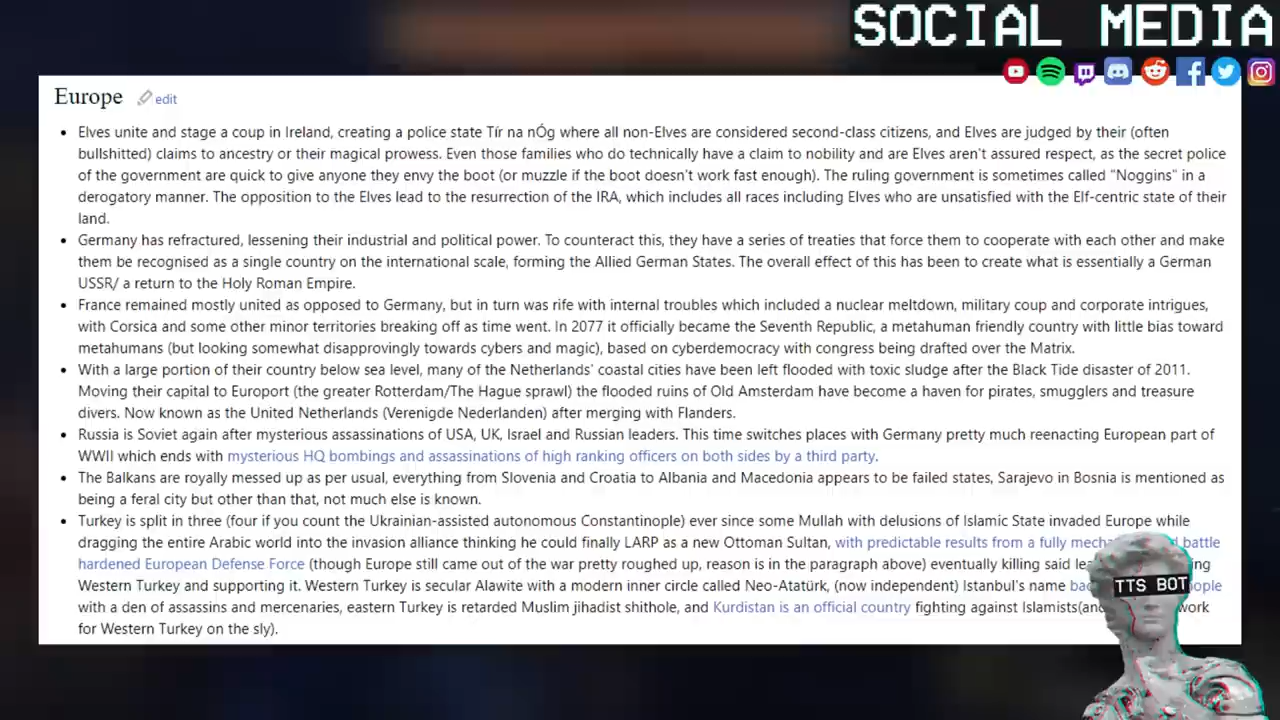 SOCIAL MEDIA
Europe edit
Elves unite and stage a coup in Ireland, creating a police state Tír na nÓg where all non-Elves are considered second-class citizens, and Elves are judged by their (often
bullshitted) claims to ancestry or their magical prowess. Even those families who do technically have a claim to nobility and are Elves aren't assured respect, as the secret police
of the government are quick to give anyone they envy the boot (or muzzle if the boot doesn't work fast enough). The ruling government is sometimes called "Noggins" in a
derogatory manner. The opposition to the Elves lead to the resurrection of the IRA, which includes all races including Elves who are unsatisfied with the Elf-centric state of their
land.
Germany has refractured, lessening their industrial and political power. To counteract this, they have a series of treaties that force them to cooperate with each other and make
them be recognised as a single country on the international scale, forming the Allied German States. The overall effect of this has been to create what is essentially a German
USSR/ a return to the Holy Roman Empire.
France remained mostly united as opposed to Germany, but in turn was rife with internal troubles which included a nuclear meltdown, military coup and corporate intrigues,
with Corsica and some other minor territories breaking off as time went. In 2077 it officially became the Seventh Republic, a metahuman friendly country with little bias toward
metahumans (but looking somewhat disapprovingly towards cybers and magic), based on cyberdemocracy with congress being drafted over the Matrix.
With a large portion of their country below sea level, many of the Netherlands' coastal cities have been left flooded with toxic sludge after the Black Tide disaster of 2011.
Moving their capital to Europort (the greater Rotterdam/The Hague sprawl) the flooded ruins of Old Amsterdam have become a haven for pirates, smugglers and treasure
divers. Now known as the United Netherlands (Verenigde Nederlanden) after merging with Flanders.
Russia is Soviet again after mysterious assassinations of USA, UK, Israel and Russian leaders. This time switches places with Germany pretty much reenacting European part of
WWII which ends with mysterious HQ bombings and assassinations of high ranking officers on both sides by a third party.
The Balkans are royally messed up as per usual, everything from Slovenia and Croatia to Albania and Macedonia appears to be failed states, Sarajevo in Bosnia is mentioned as
being a feral city but other than that, not much else is known.
Turkey is split in three (four if you count the Ukrainian-assisted autonomous Constantinople) ever since some Mullah with delusions of Islamic State invaded Europe while
dragging the entire Arabic world into the invasion alliance thinking he could finally LARP as a new Ottoman Sultan, with predictable results from a fully battle
hardened European Defense Force (though Europe still came out of the war pretty roughed up, reason is in the paragraph above) eventually killing said
Western Turkey and supporting it. Western Turkey is secular Alawite with a modern inner circle called Neo-Atatürk, (now independent) Istanbul's name
with a den of assassins and mercenaries, eastern Turkey is retarded Muslim jihadist shithole, and Kurdistan is an official country fighting against Islamists work
for Western Turkey on the sly).
TTS BOT